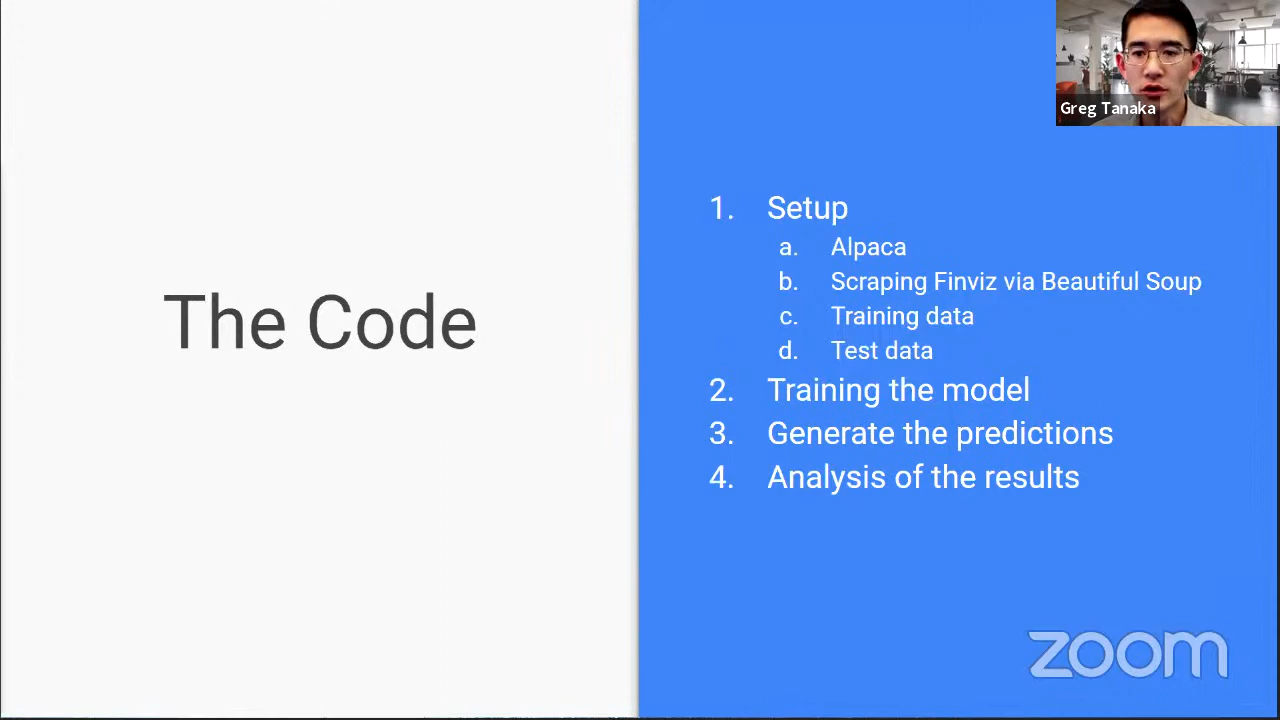 Greg Tanaka
The Code
1. Setup
a. Alpaca
b. Scraping Finviz via Beautiful Soup
c. Training data
d. Test data
2. Training the model
3. Generate the predictions
4. Analysis of the results
zoom